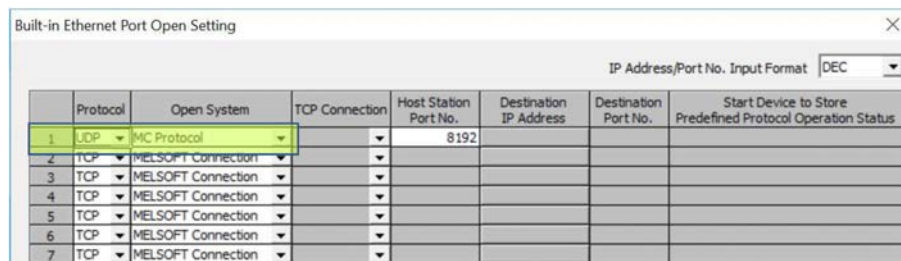 Built-in Ethernet Port Open Setting
IP Address/Port No. Input Format DEC
Protocol Open System TCP Connection Host Station Port No. Destination IP Address Destination Port No. Start Device to Store Predefined Protocol Operation Status
1 UDP MC Protocol 8192
2 TCP MELSOFT Connection
3 TCP MELSOFT Connection
4 TCP MELSOFT Connection
5 TCP MELSOFT Connection
6 TCP MELSOFT Connection
7 TCP MELSOFT Connection